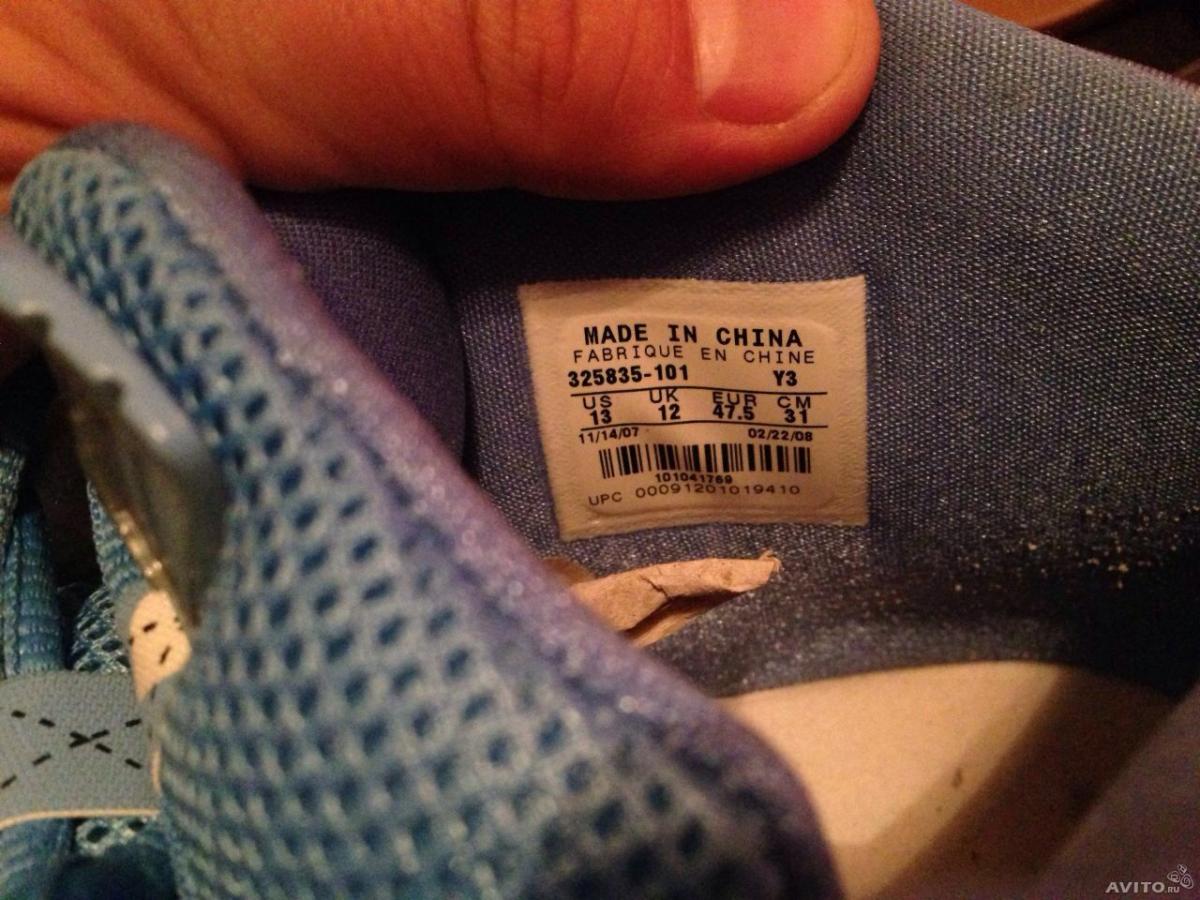 MADE IN CHINA
FABRIQUE EN CHINE
325835-101 Y3
US UK EUR CM
13 12 47.5 31
11/14/07 02/22/08
101041769
UPC 00091201019410
AVITO.RU